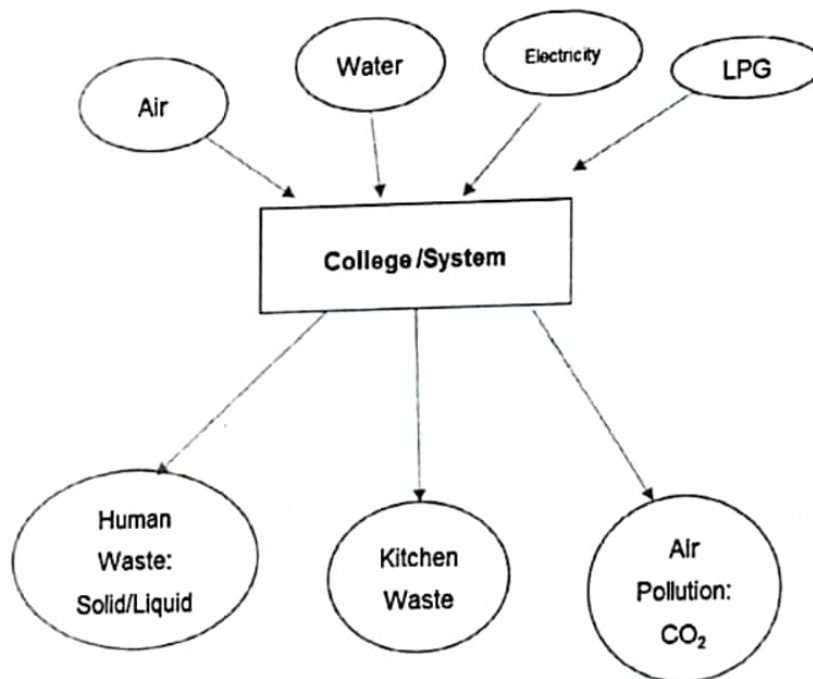 Air
Water
Electricity
LPG
College/System
Human
Waste:
Solid/Liquid
Kitchen
Waste
Air
Pollution:
CO₂